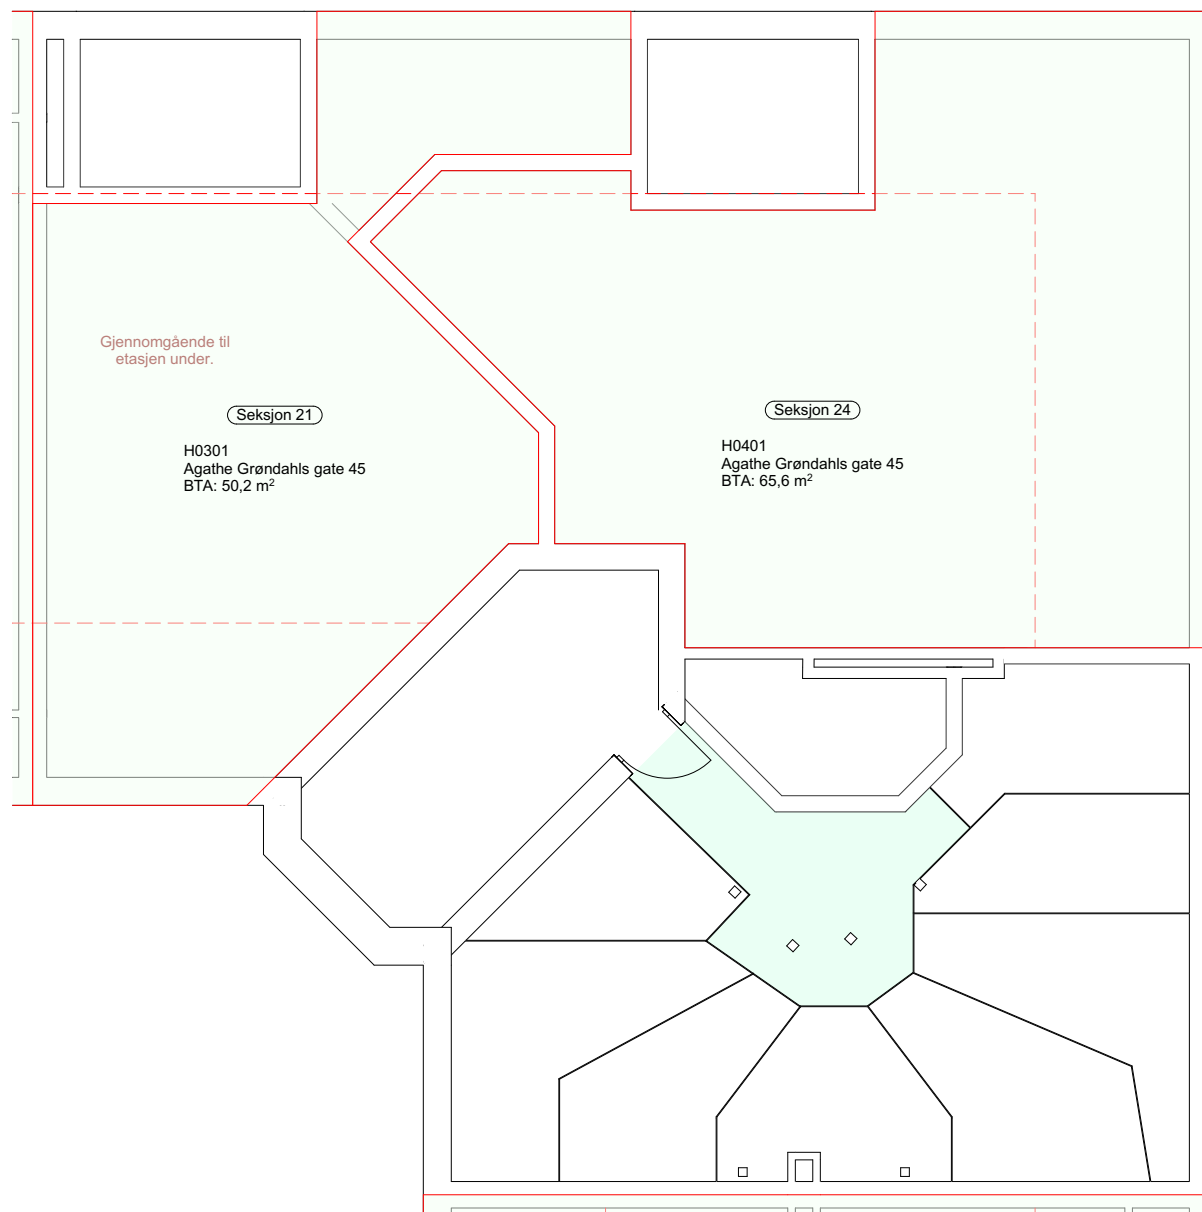 Gjennomgående til
etasjen under.
Seksjon 21
H0301
Agathe Grøndahls gate 45
BTA: 50,2 m²
Seksjon 24
H0401
Agathe Grøndahls gate 45
BTA: 65,6 m²